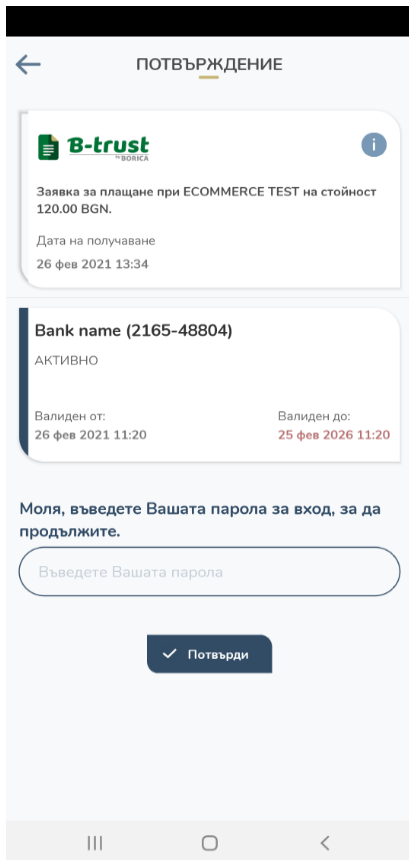 ПОТВЪРЖДЕНИЕ
B-trust
by BORICA
i
Заявка за плащане при ECOMMERCE TEST на стойност
120.00 BGN.
Дата на получаване
26 фев 2021 13:34
Bank name (2165-48804)
АКТИВНО
Валиден от: Валиден до:
26 фев 2021 11:20 25 фев 2026 11:20
Моля, въведете Вашата парола за вход, за да
продължите.
Въведете Вашата парола
Потвърди